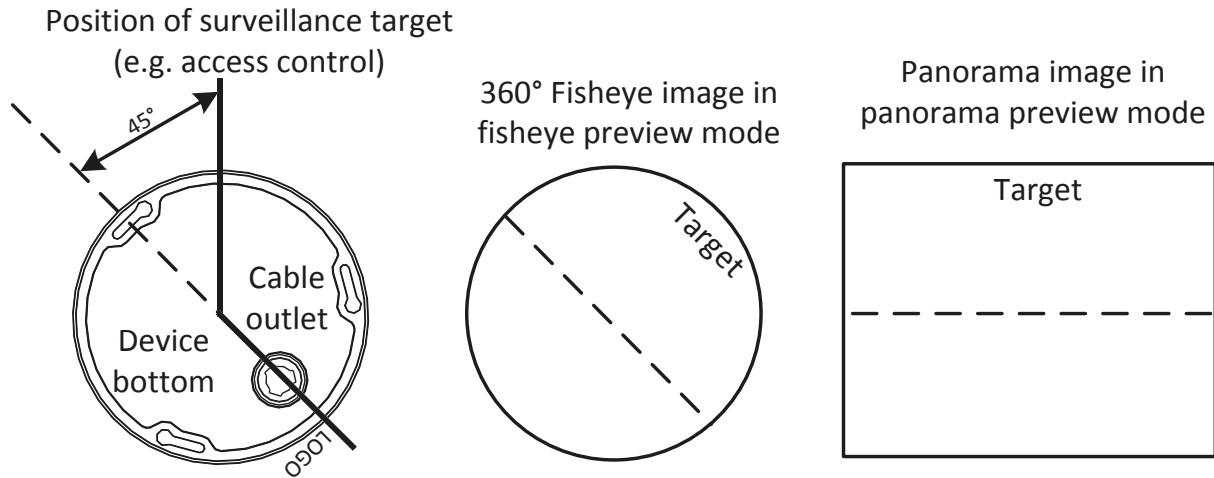 Position of surveillance target
(e.g. access control)
45°
Cable
outlet
Device
bottom
LOGO
360° Fisheye image in
fisheye preview mode
Target
Panorama image in
panorama preview mode
Target